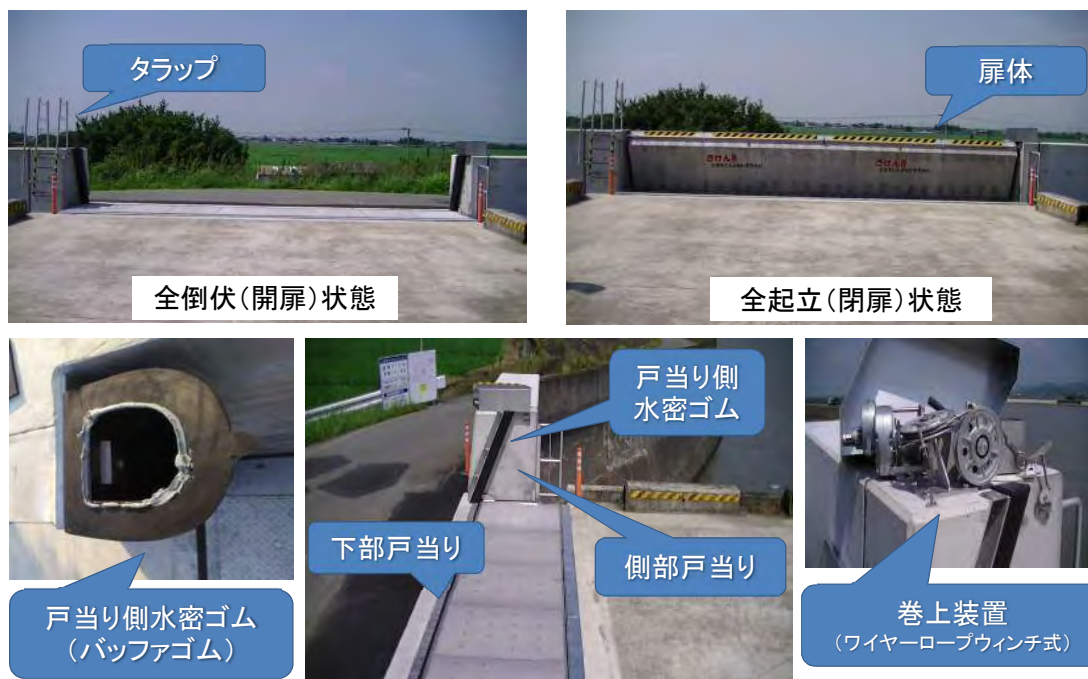 タラップ
扉体
全倒伏(開扉)状態
全起立(閉扉)状態
戸当り側
水密ゴム
下部戸当り
側部戸当り
戸当り側水密ゴム
(バッファゴム)
巻上装置
(ワイヤーロープウィンチ式)